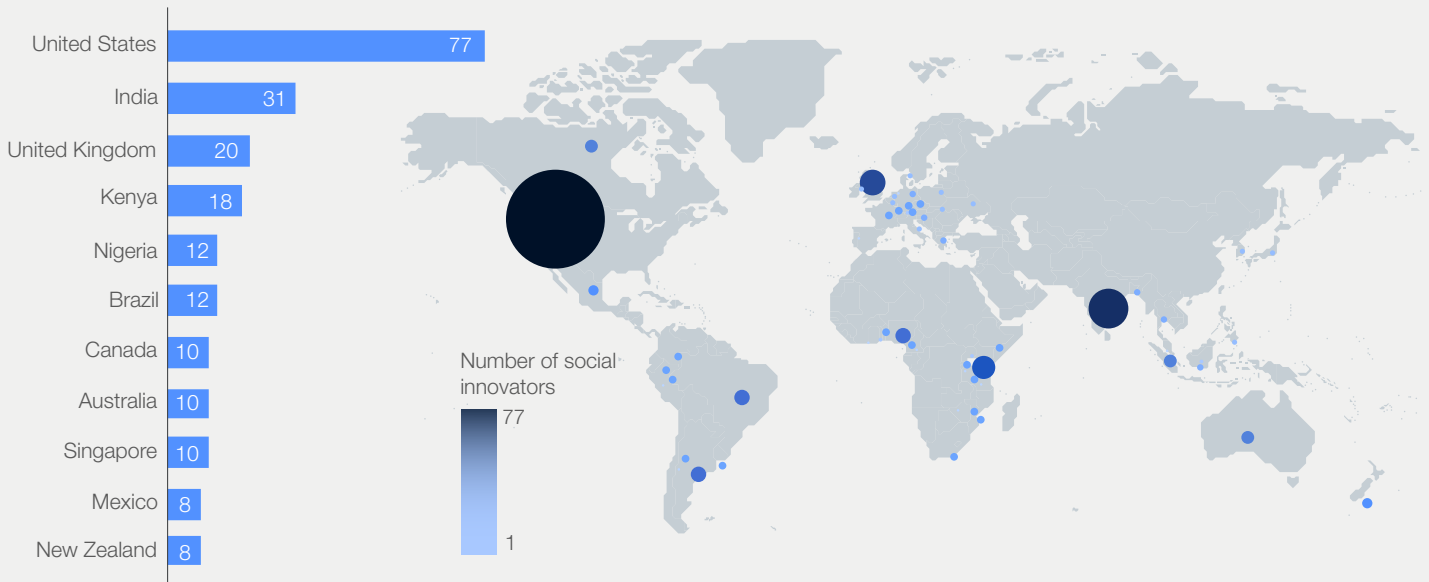 United States 77
India 31
United Kingdom 20
Kenya 18
Nigeria 12
Brazil 12
Canada 10
Australia 10
Singapore 10
Mexico 8
New Zealand 8
Number of social
innovators
77
1